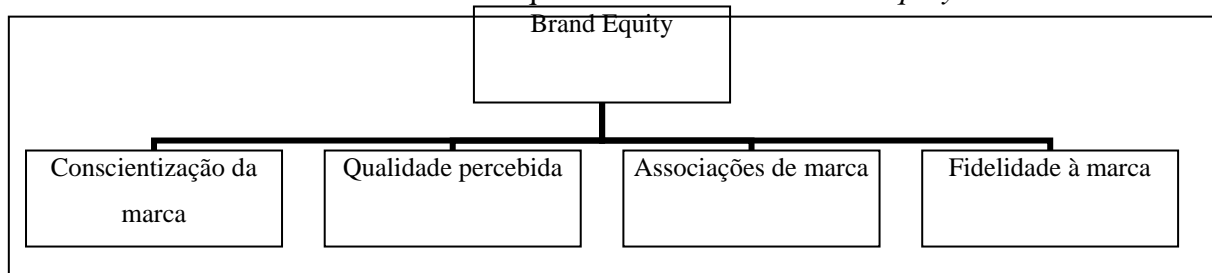 Brand Equity
Conscientização da
marca
Qualidade percebida
Associações de marca
Fidelidade à marca